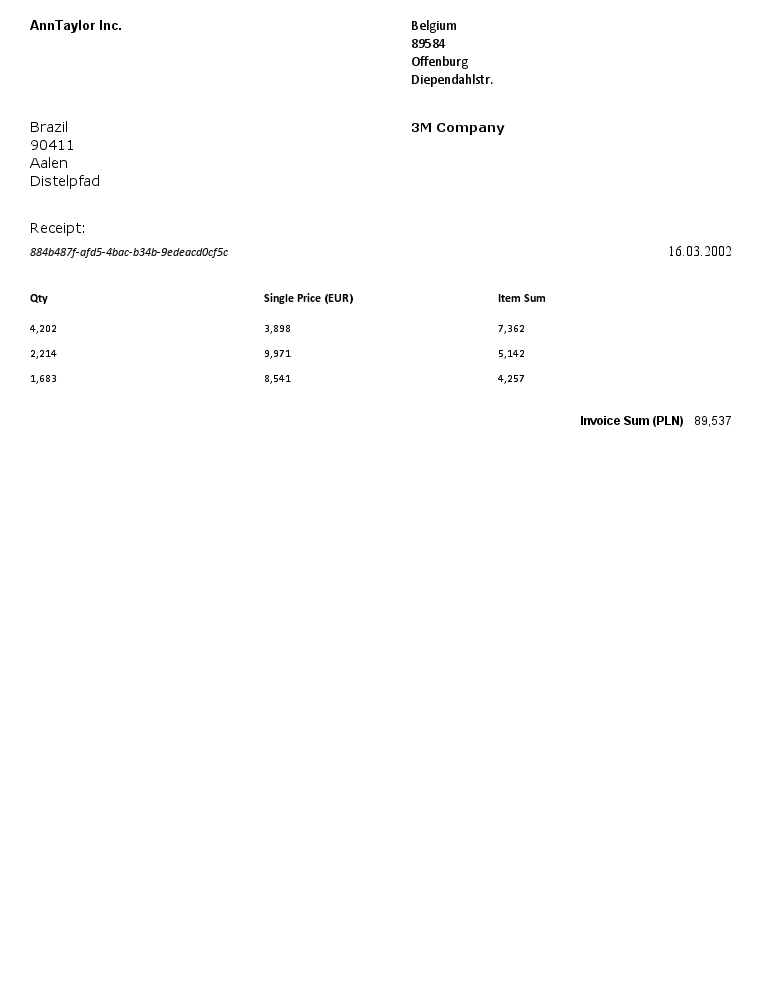 AnnTaylor Inc.
Belgium
89584
Offenburg
Diependahlstr.
Brazil
90411
Aalen
Distelpfad
3M Company
Receipt:
884b487f-afd5-4bac-b34b-9edeacd0cf5c 16.03.2002
Qty Single Price (EUR) Item Sum
4,202 3,898 7,362
2,214 9,971 5,142
1,683 8,541 4,257
Invoice Sum (PLN) 89,537